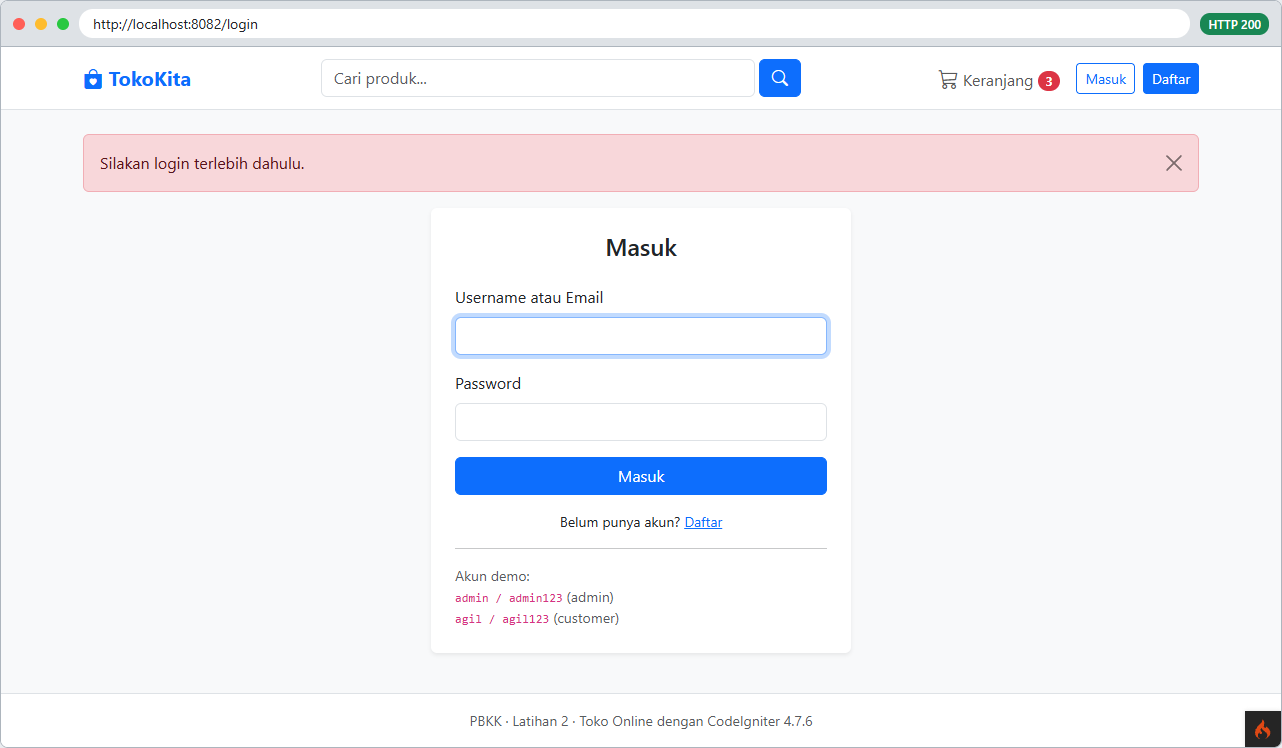 http://localhost:8082/login
HTTP 200
TokoKita
Cari produk...
Keranjang 3
Masuk
Daftar
Silakan login terlebih dahulu.
Masuk
Username atau Email
Password
Masuk
Belum punya akun? Daftar
Akun demo:
admin / admin123 (admin)
agil / agil123 (customer)
PBKK · Latihan 2 · Toko Online dengan CodeIgniter 4.7.6